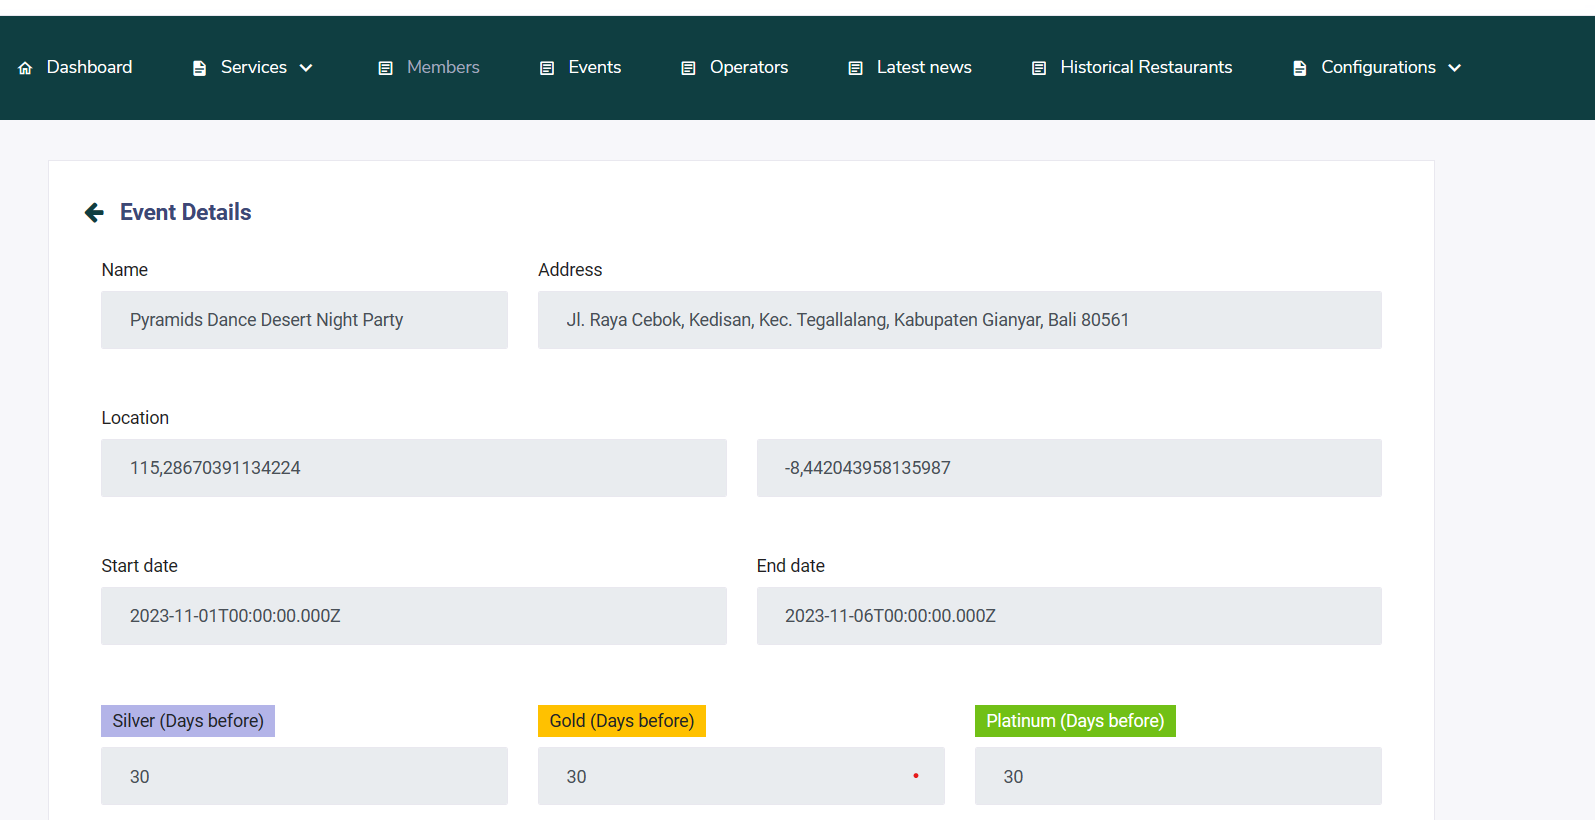 Dashboard Services Members Events Operators Latest news Historical Restaurants Configurations
Event Details
Name Address
Pyramids Dance Desert Night Party Jl. Raya Cebok, Kedisan, Kec. Tegallalang, Kabupaten Gianyar, Bali 80561
Location
115,28670391134224 -8,442043958135987
Start date End date
2023-11-01T00:00:00.000Z 2023-11-06T00:00:00.000Z
Silver (Days before) Gold (Days before) Platinum (Days before)
30 30 30